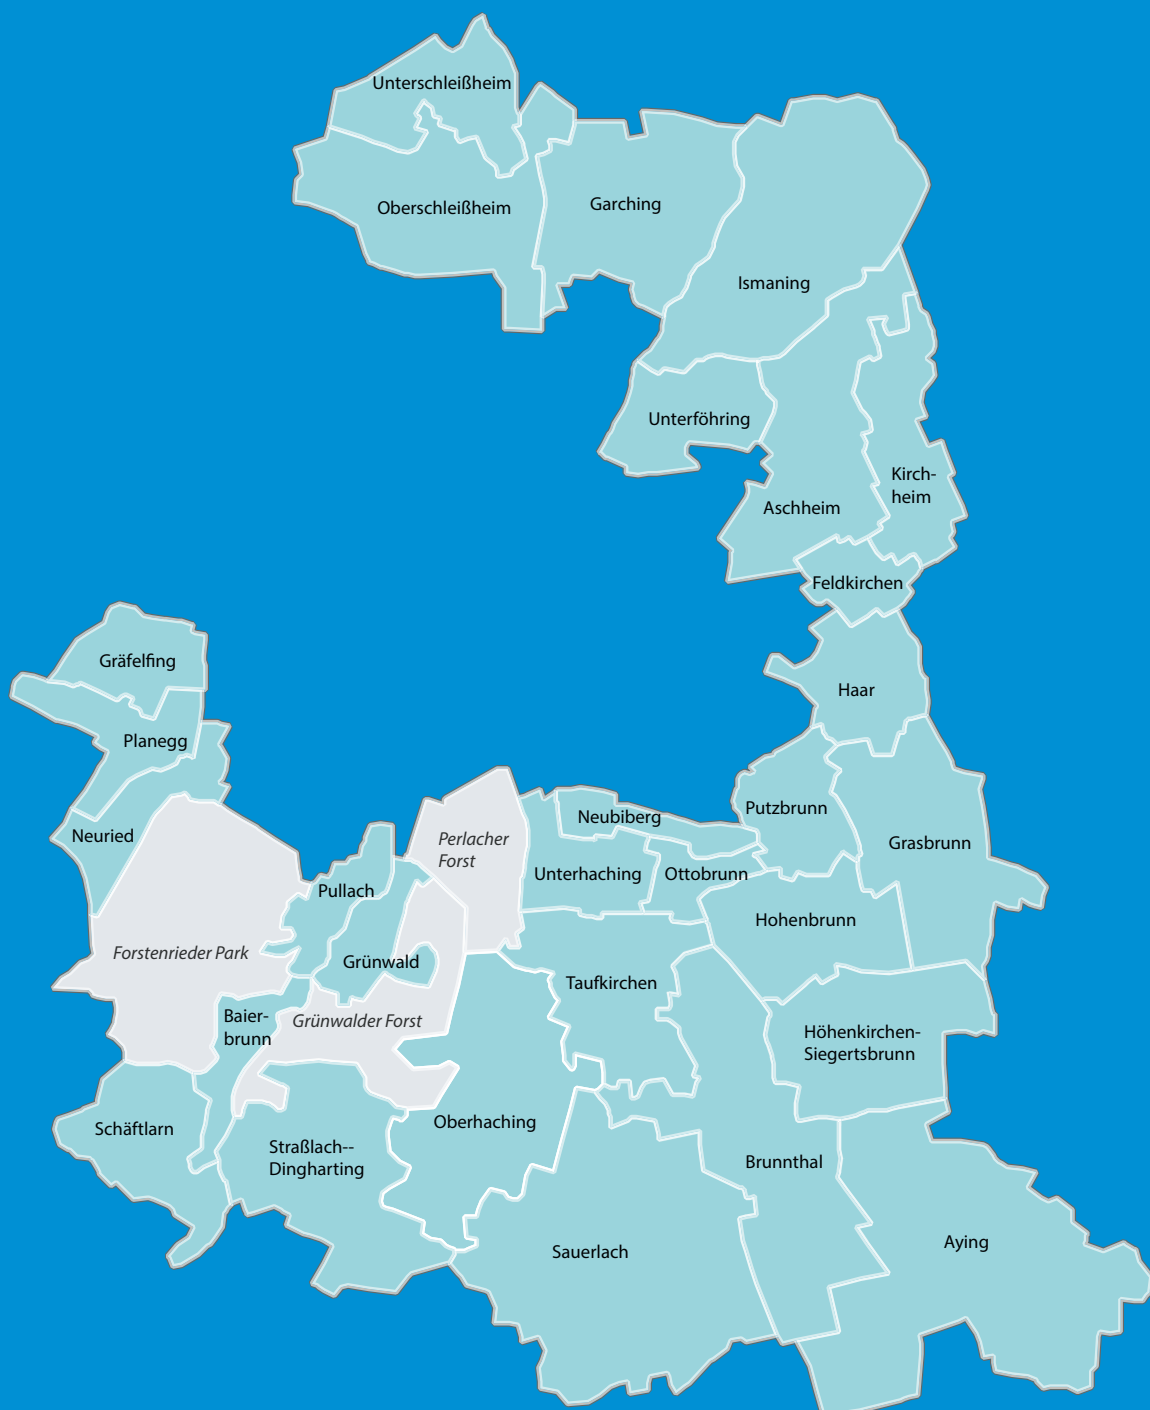 Unterschleißheim
Oberschleißheim
Garching
Ismaning
Unterföhring
Kirch-
heim
Aschheim
Feldkirchen
Gräfelfing
Haar
Planegg
Putzbrunn
Neubiberg
Neuried
Perlacher
Forst
Grasbrunn
Unterhaching
Ottobrunn
Pullach
Hohenbrunn
Forstenrieder Park
Grünwald
Taufkirchen
Baier-
brunn
Grünwalder Forst
Höhenkirchen-
Siegertsbrunn
Schäftlarn
Oberhaching
Straßlach--
Dingharting
Brunnthal
Aying
Sauerlach